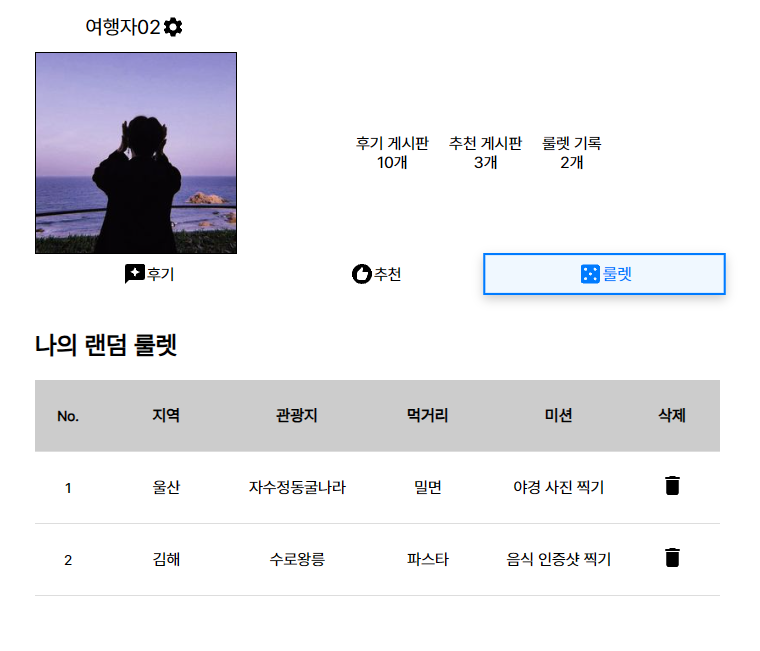 여행자02
후기 게시판 추천 게시판 룰렛 기록
10개 3개 2개
후기 추천 룰렛
나의 랜덤 룰렛
No. 지역 관광지 먹거리 미션 삭제
1 울산 자수정동굴나라 밀면 야경 사진 찍기
2 김해 수로왕릉 파스타 음식 인증샷 찍기